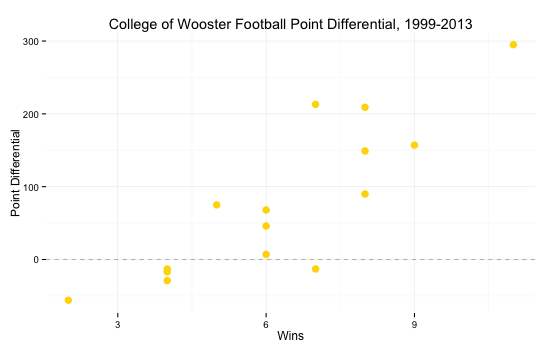 College of Wooster Football Point Differential, 1999-2013
300
200
100
0
Point Differential
3 6 9
Wins